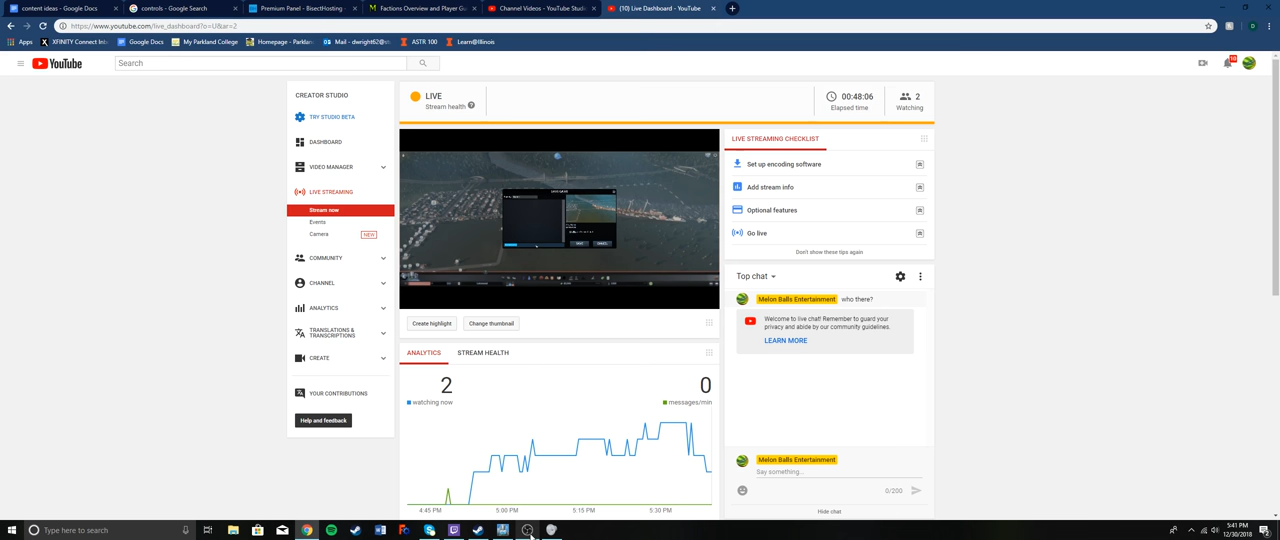 content ideas - Google Docs
controls - Google Search
Premium Panel - BisectHosting -
Factions Overview and Player Gu
Channel Videos - YouTube Studi
(10) Live Dashboard - YouTube
https://www.youtube.com/live_dashboard?o=U&ar=2
Apps
XFINITY Connect Int
Google Docs
My Parkland College
Homepage - Parklan
Mail - dwright62@st
ASTR 100
Learn@Illinois
YouTube
Search
10
CREATOR STUDIO
TRY STUDIO BETA
DASHBOARD
VIDEO MANAGER
LIVE STREAMING
Stream now
Events
Camera
NEW
COMMUNITY
CHANNEL
ANALYTICS
TRANSLATIONS &
TRANSCRIPTIONS
CREATE
YOUR CONTRIBUTIONS
Help and feedback
LIVE
Stream health
00:48:06
Elapsed time
2
Watching
Create highlight
Change thumbnail
ANALYTICS
STREAM HEALTH
2
watching now
0
messages/min
4:45 PM
5:00 PM
5:15 PM
5:30 PM
LIVE STREAMING CHECKLIST
Set up encoding software
Add stream info
Optional features
Go live
Don't show these tips again
Top chat
Melon Balls Entertainment who there?
Welcome to live chat! Remember to guard your
privacy and abide by our community guidelines.
LEARN MORE
Melon Balls Entertainment
Say something...
0/200
Hide chat
Type here to search
5:41 PM
12/30/2018
2